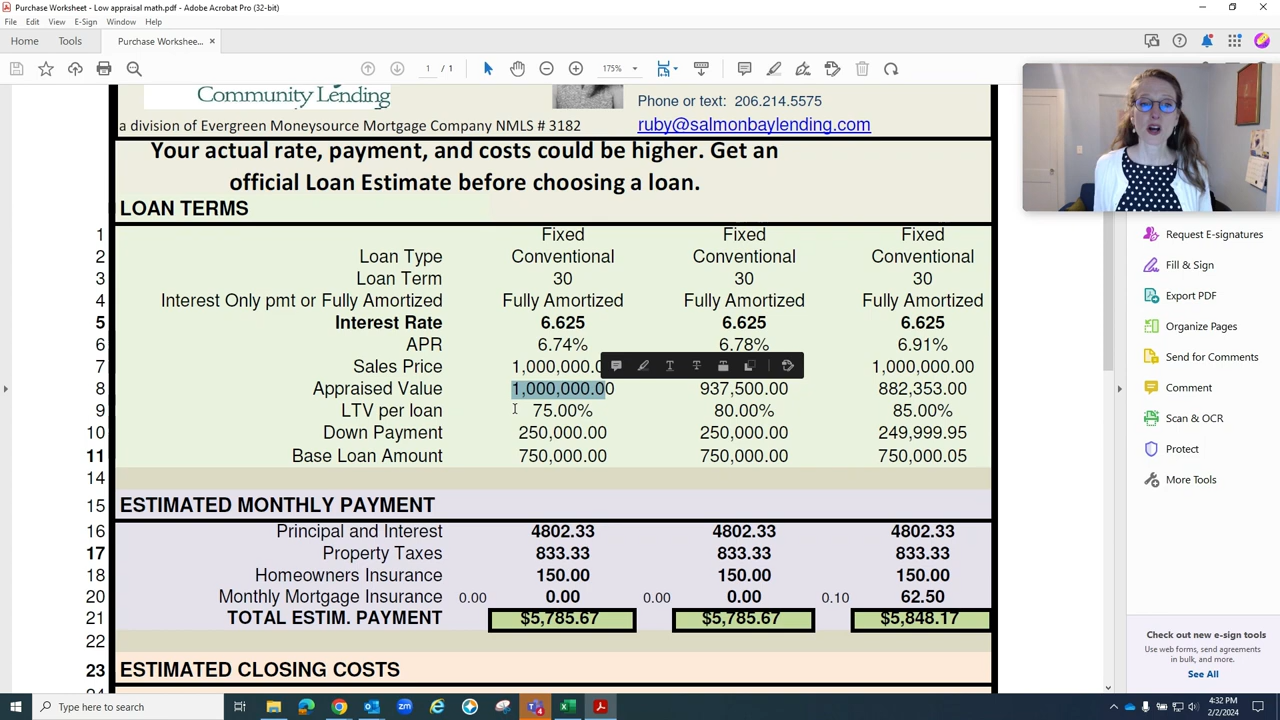 Purchase Worksheet - Low appraisal math.pdf - Adobe Acrobat Pro (32-bit)
File Edit View E-Sign Window Help
Home Tools Purchase Workshee... ×
1 / 1 175%
Community Lending
Phone or text: 206.214.5575
a division of Evergreen Moneysource Mortgage Company NMLS # 3182 ruby@salmonbaylending.com
Your actual rate, payment, and costs could be higher. Get an
official Loan Estimate before choosing a loan.
LOAN TERMS
1 Fixed Fixed Fixed
2 Loan Type Conventional Conventional Conventional
3 Loan Term 30 30 30
4 Interest Only pmt or Fully Amortized Fully Amortized Fully Amortized Fully Amortized
5 Interest Rate 6.625 6.625 6.625
6 APR 6.74% 6.78% 6.91%
7 Sales Price 1,000,000.0 1,000,000.00
8 Appraised Value 1,000,000.00 937,500.00 882,353.00
9 LTV per loan 75.00% 80.00% 85.00%
10 Down Payment 250,000.00 250,000.00 249,999.95
11 Base Loan Amount 750,000.00 750,000.00 750,000.05
14
15 ESTIMATED MONTHLY PAYMENT
16 Principal and Interest 4802.33 4802.33 4802.33
17 Property Taxes 833.33 833.33 833.33
18 Homeowners Insurance 150.00 150.00 150.00
20 Monthly Mortgage Insurance 0.00 0.00 0.00 0.00 0.10 62.50
21 TOTAL ESTIM. PAYMENT $5,785.67 $5,785.67 $5,848.17
22
23 ESTIMATED CLOSING COSTS
Request E-signatures
Fill & Sign
Export PDF
Organize Pages
Send for Comments
Comment
Scan & OCR
Protect
More Tools
Check out new e-sign tools
Use web forms, send agreements
in bulk, and more.
See All
Type here to search
4:32 PM
2/2/2024